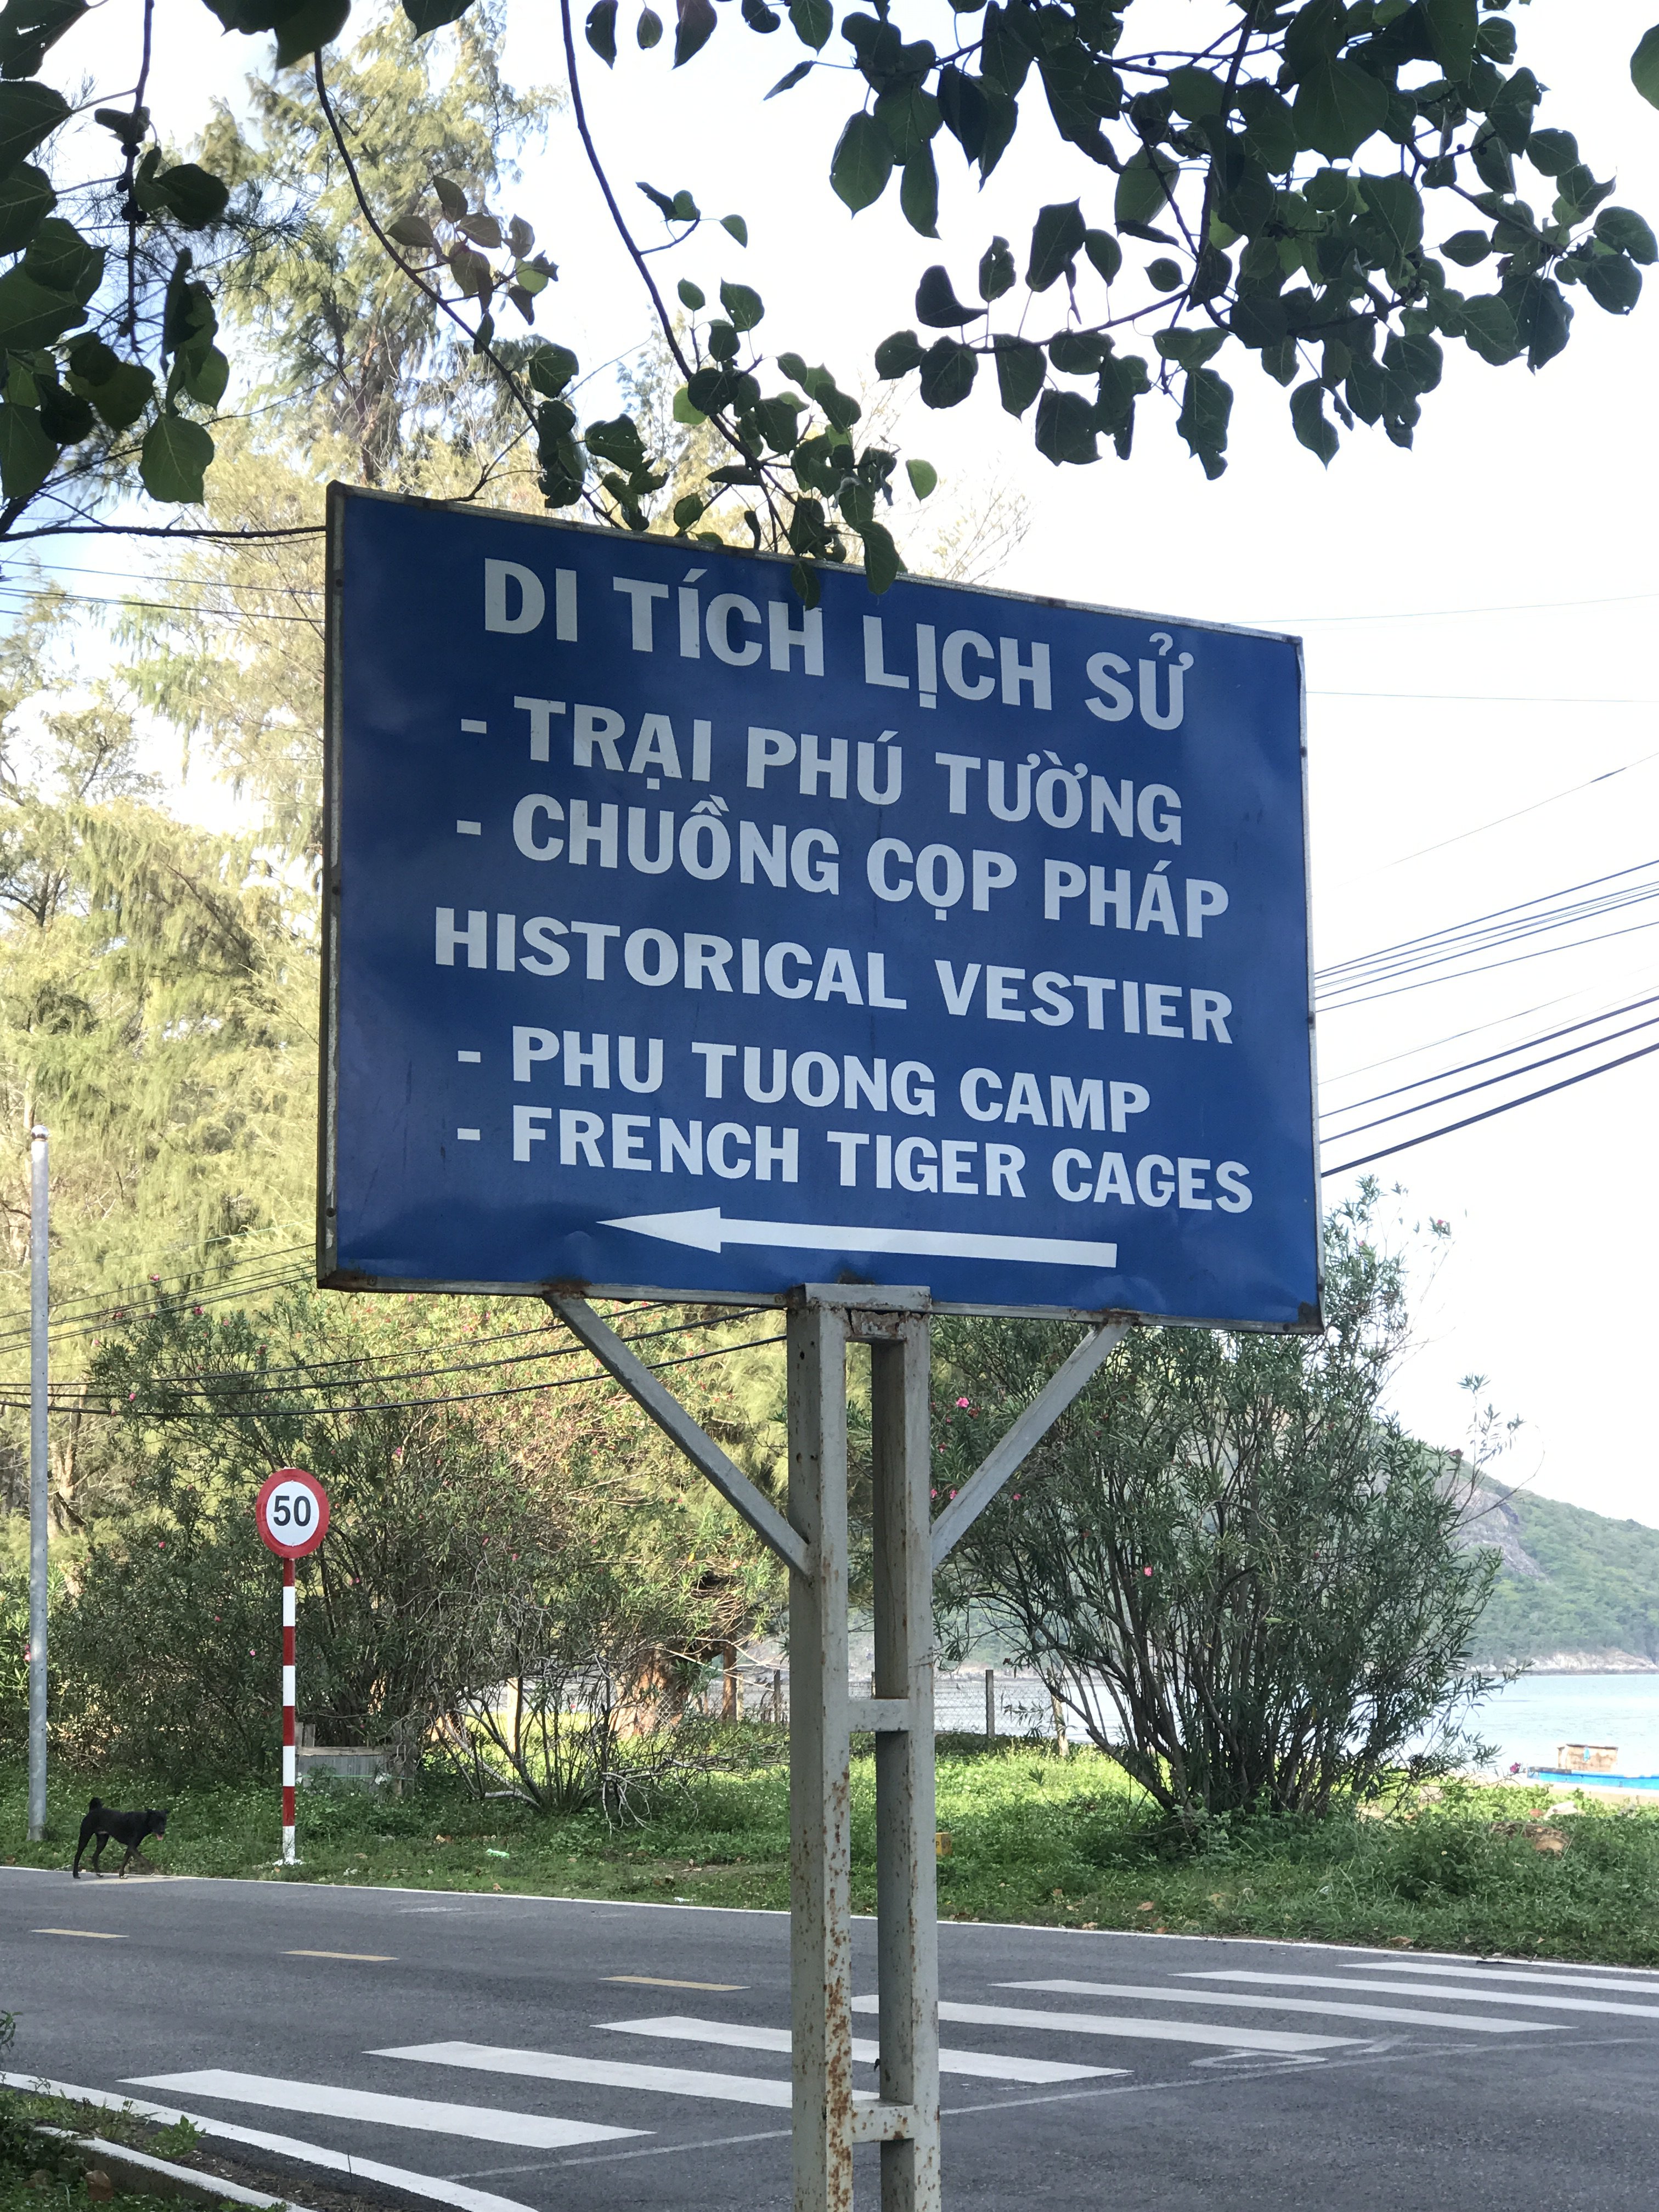 DI TÍCH LỊCH SỬ
- TRẠI PHÚ TƯỜNG
- CHUỒNG CỌP PHÁP
HISTORICAL VESTIER
- PHU TUONG CAMP
- FRENCH TIGER CAGES
50